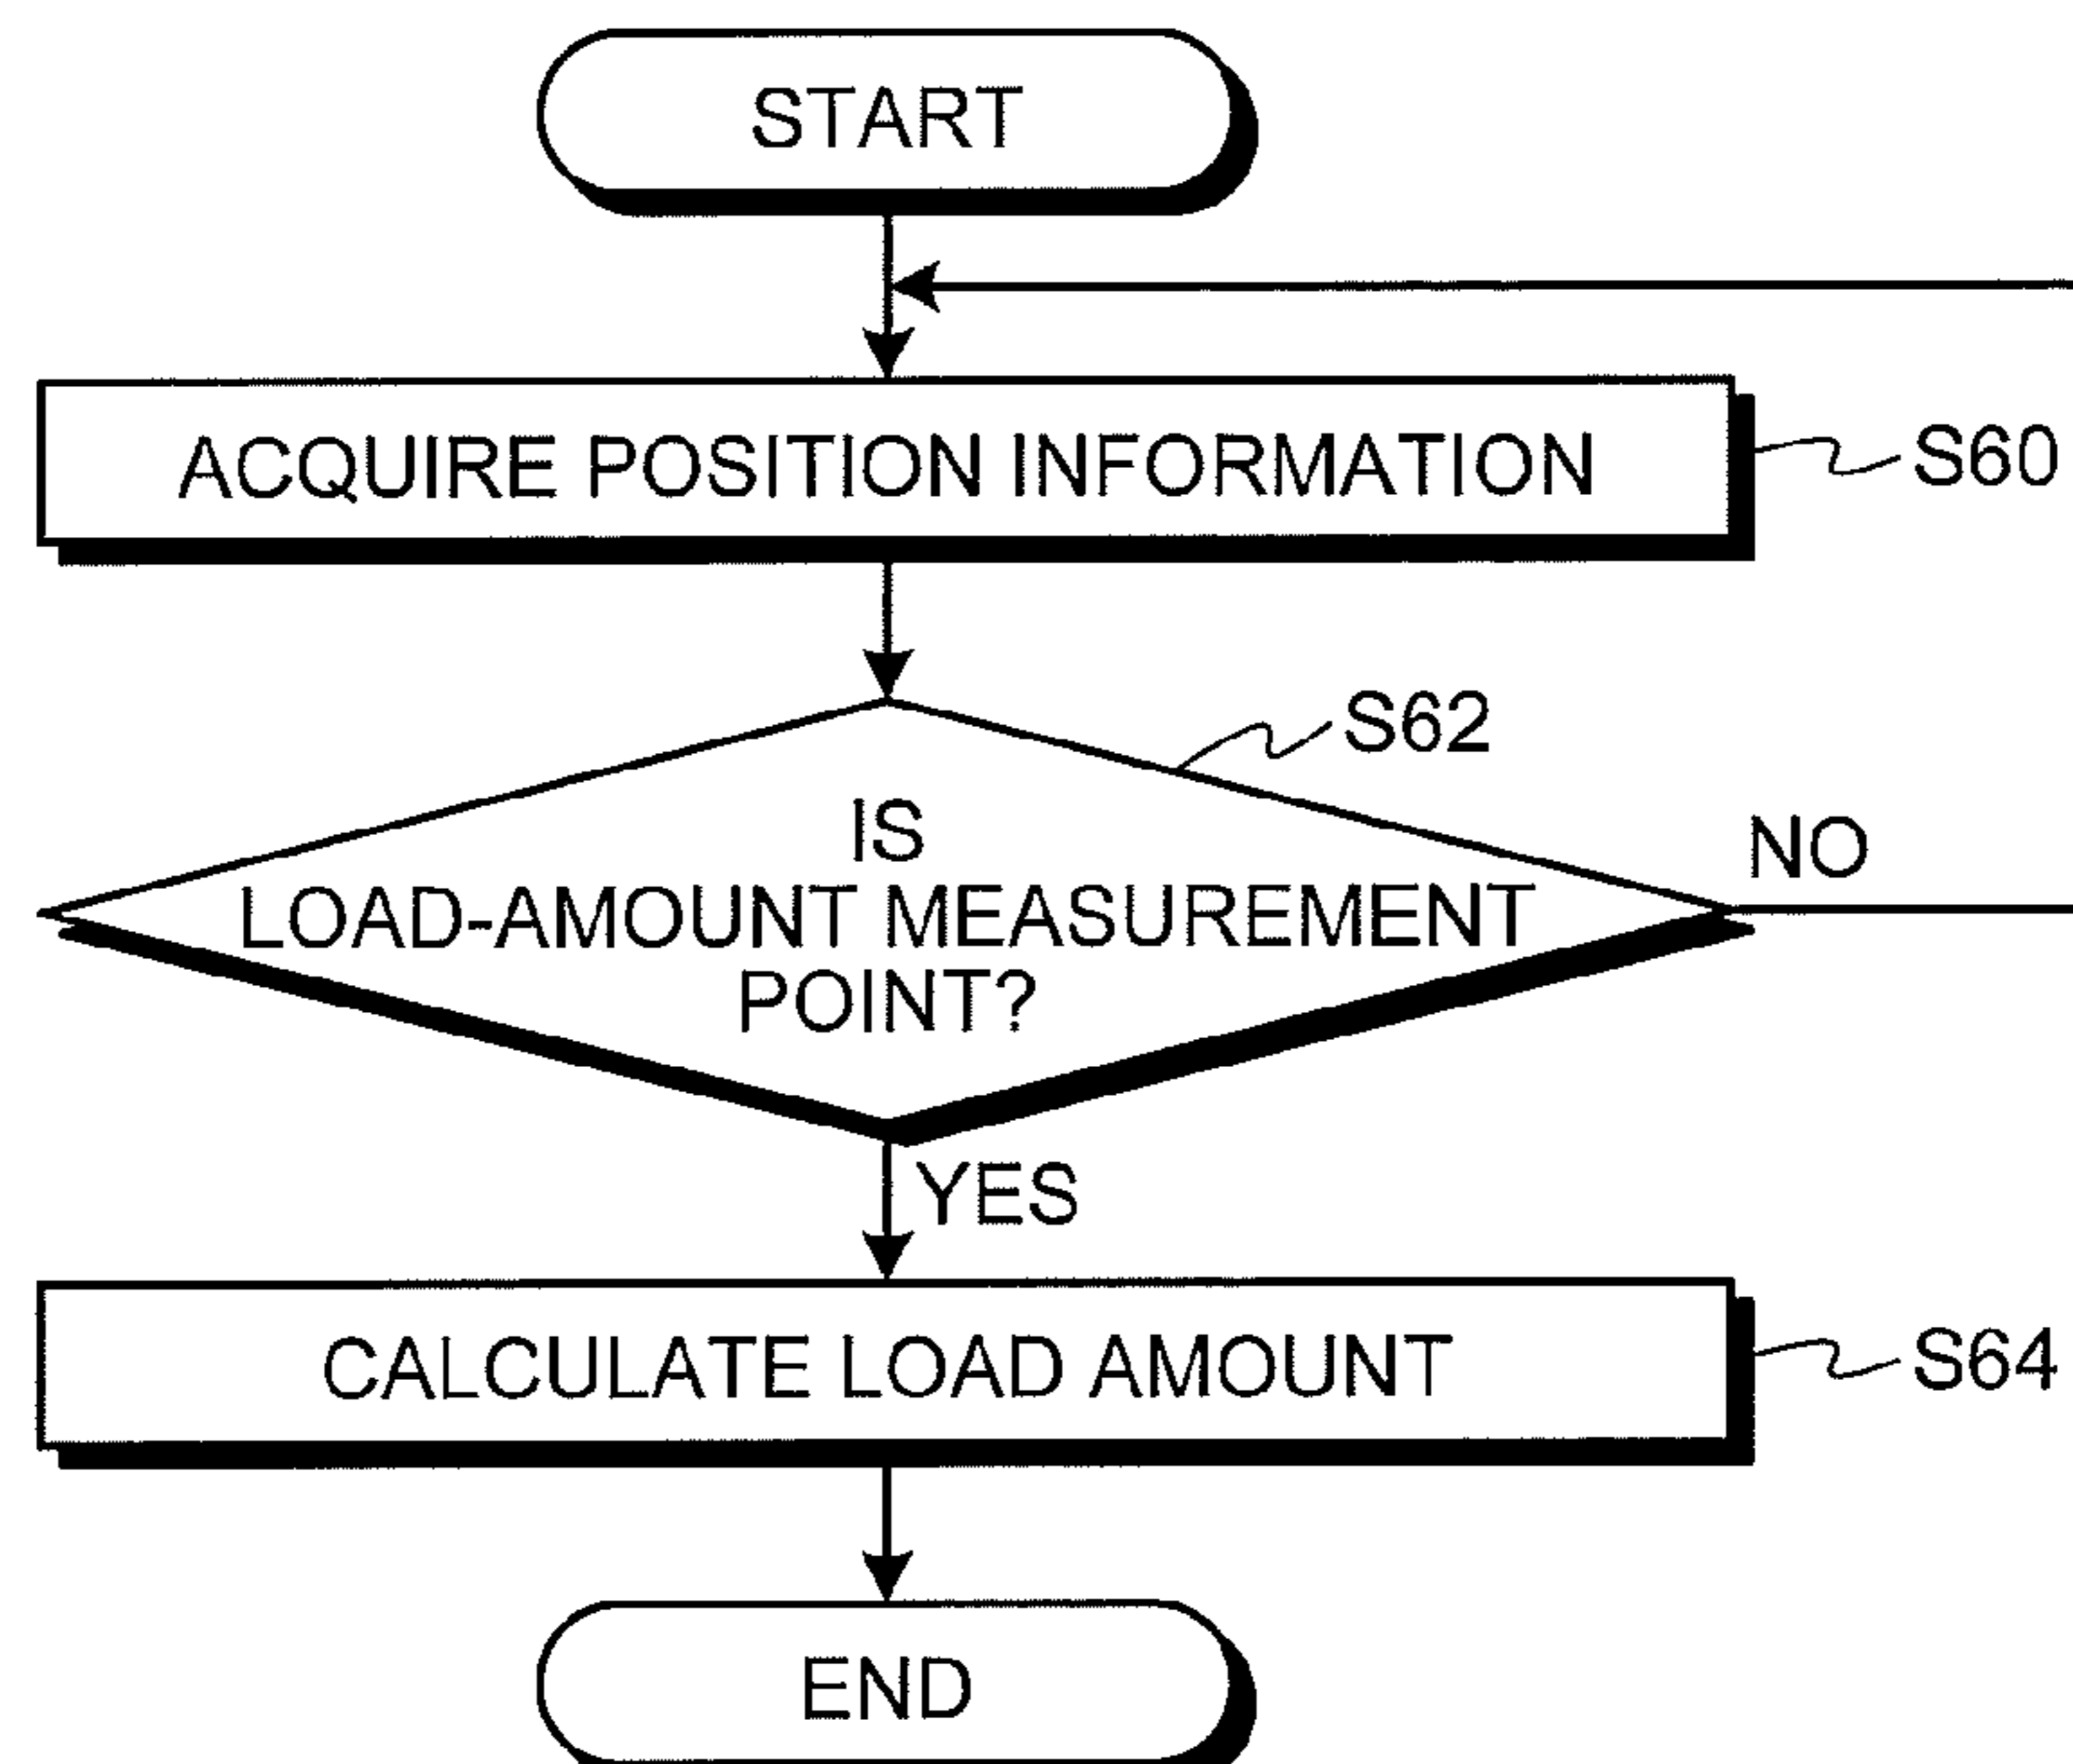 START
ACQUIRE POSITION INFORMATION
S60
S62
IS
LOAD-AMOUNT MEASUREMENT
POINT?
NO
YES
CALCULATE LOAD AMOUNT
S64
END